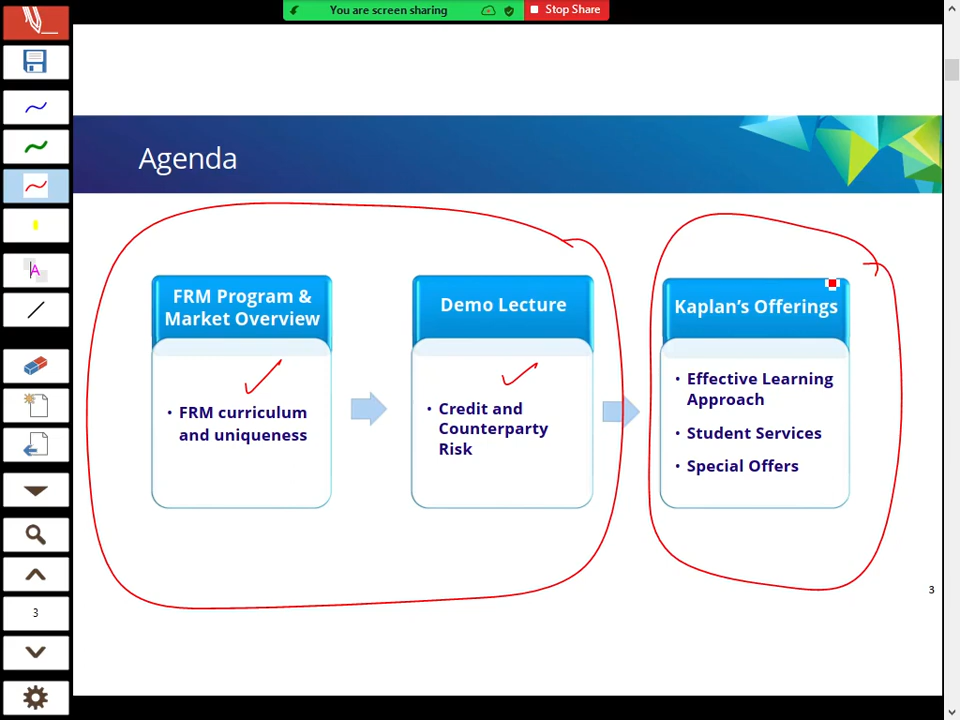 You are screen sharing
Stop Share
Agenda
FRM Program &
Market Overview
• FRM curriculum
and uniqueness
Demo Lecture
• Credit and
Counterparty
Risk
Kaplan's Offerings
• Effective Learning
Approach
• Student Services
• Special Offers
3
A
3